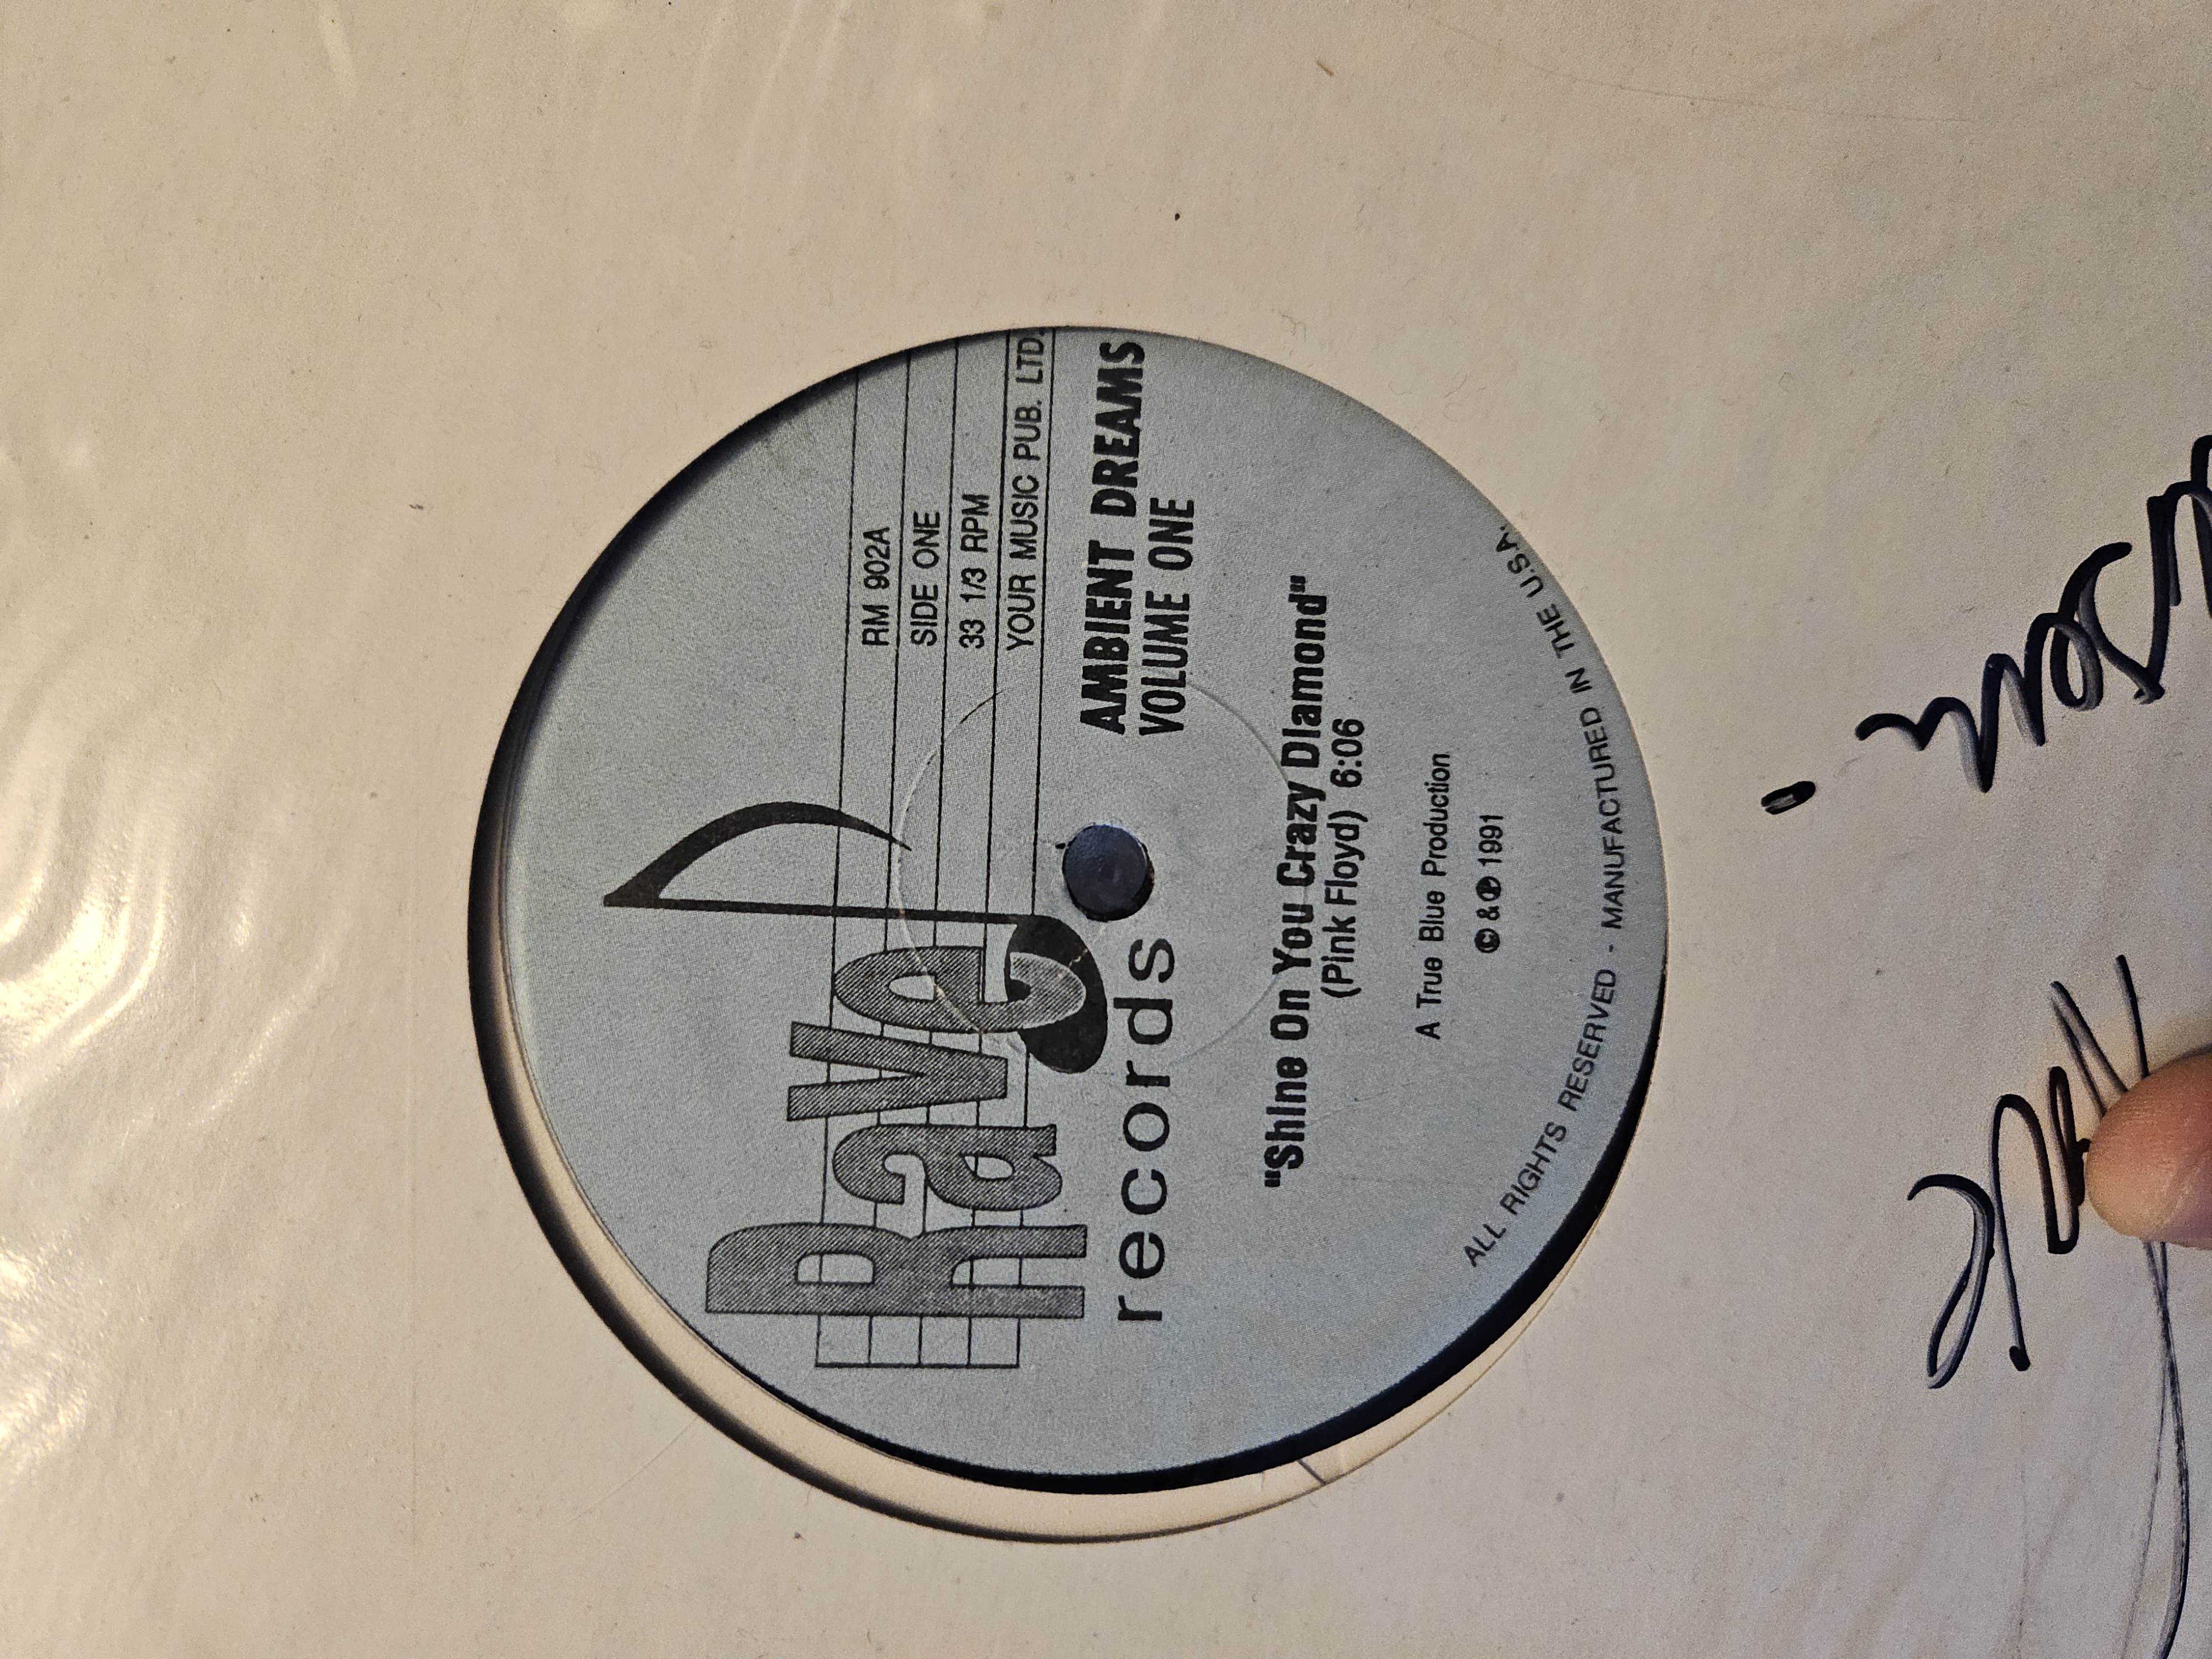 Rave
records
RM 902A
SIDE ONE
33 1/3 RPM
YOUR MUSIC PUB. LTD.
AMBIENT DREAMS
VOLUME ONE
"Shine On You Crazy Diamond"
(Pink Floyd) 6:06
A True Blue Production
© & ℗ 1991
ALL RIGHTS RESERVED - MANUFACTURED IN THE U.S.A.